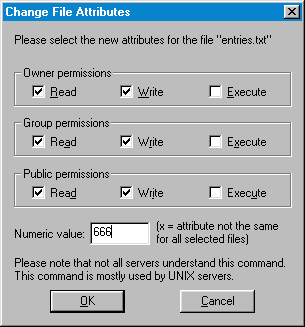 Change File Attributes
Please select the new attributes for the file "entries.txt"
Owner permissions
Read Write Execute
Group permissions
Read Write Execute
Public permissions
Read Write Execute
Numeric value: 666 (x = attribute not the same
for all selected files)
Please note that not all servers understand this command.
This command is mostly used by UNIX servers.
OK Cancel